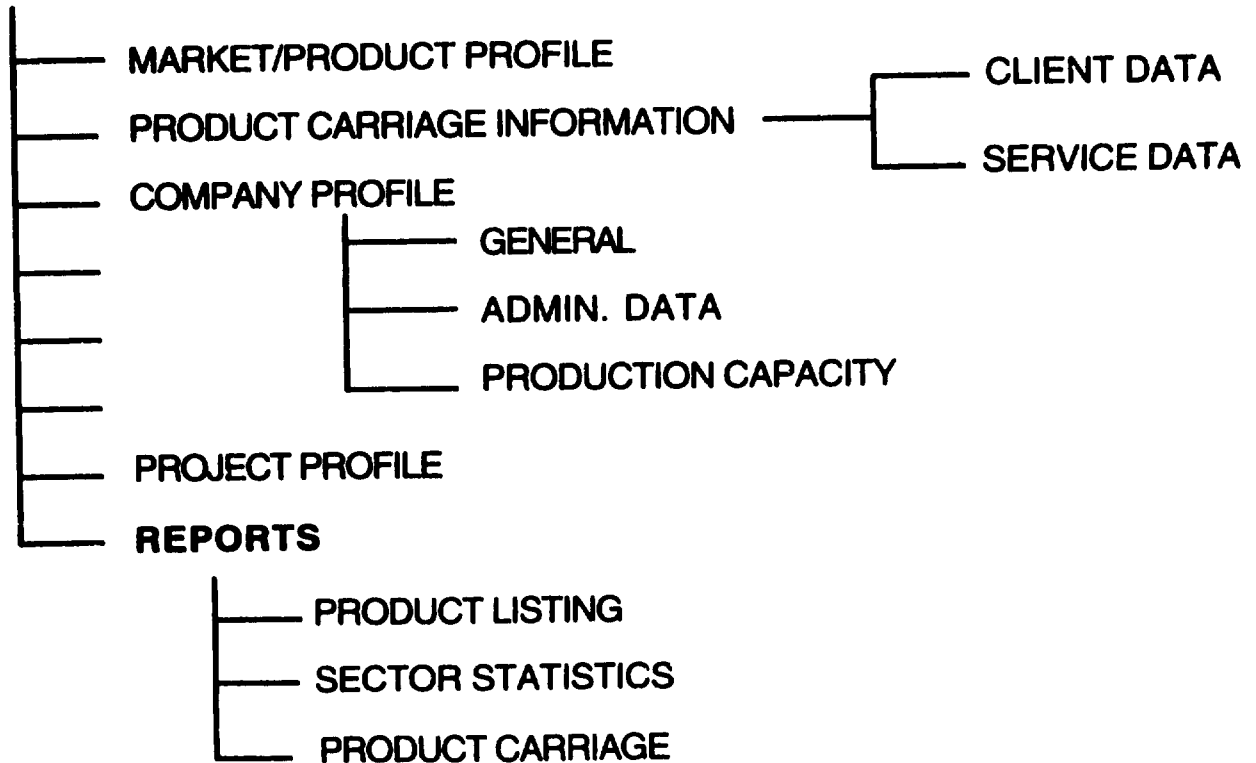 MARKET/PRODUCT PROFILE
PRODUCT CARRIAGE INFORMATION
CLIENT DATA
SERVICE DATA
COMPANY PROFILE
GENERAL
ADMIN. DATA
PRODUCTION CAPACITY
PROJECT PROFILE
REPORTS
PRODUCT LISTING
SECTOR STATISTICS
PRODUCT CARRIAGE